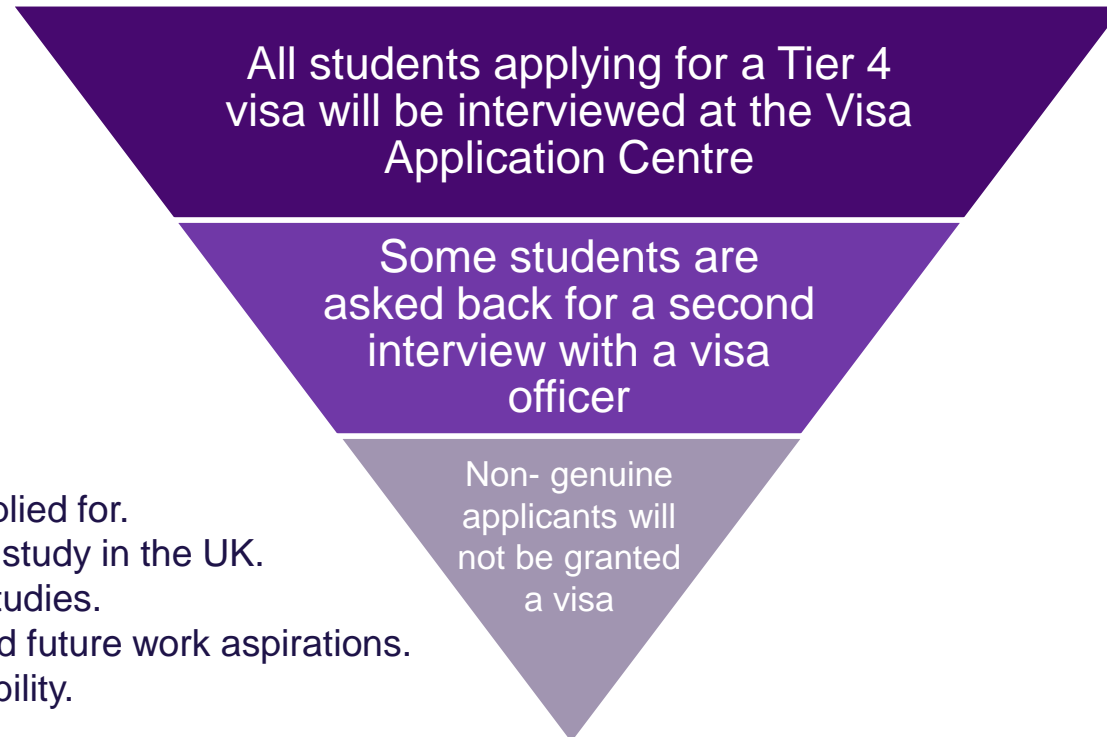 All students applying for a Tier 4
visa will be interviewed at the Visa
Application Centre
Some students are
asked back for a second
interview with a visa
officer
Non- genuine
applicants will
not be granted
a visa
for.
study in the UK.
future work aspirations.